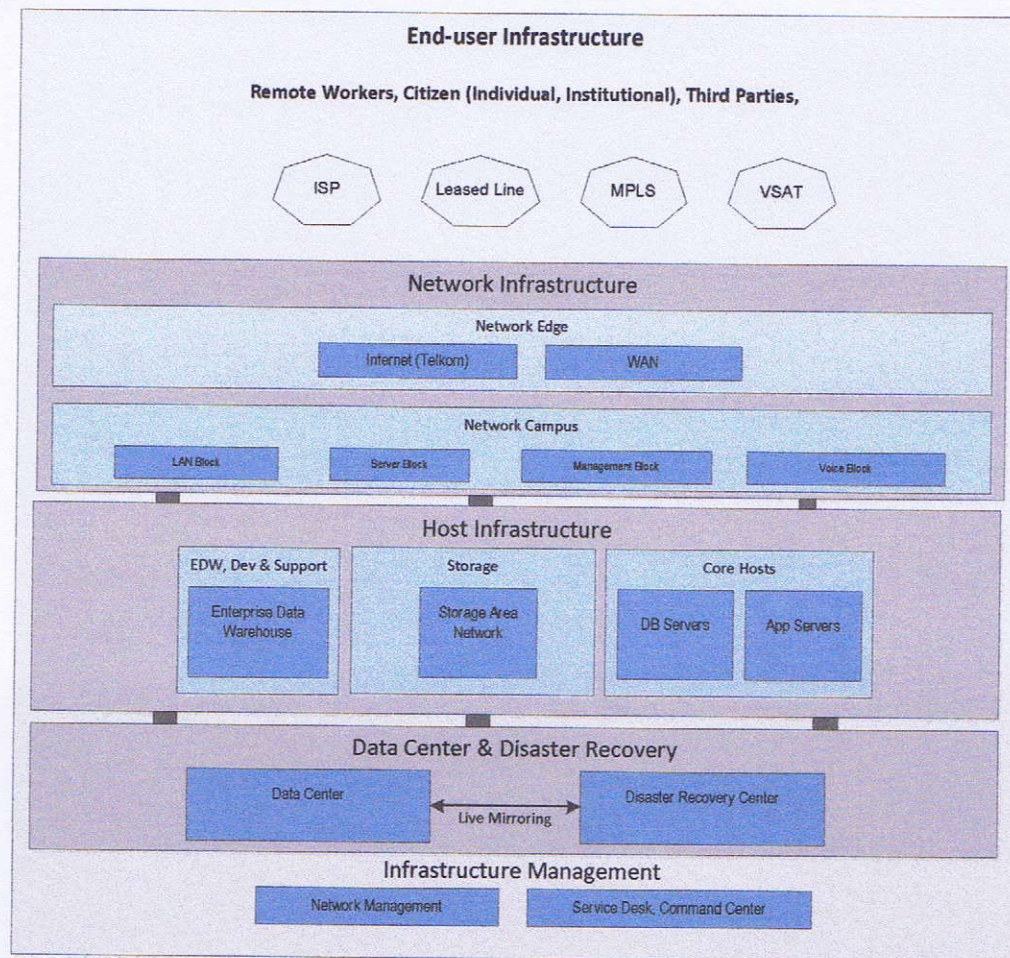 End-user Infrastructure
Remote Workers, Citizen (Individual, Institutional), Third Parties,
ISP
Leased Line
MPLS
VSAT
Network Infrastructure
Network Edge
Internet (Telkom)
WAN
Network Campus
LAN Block
Server Block
Management Block
Voice Block
Host Infrastructure
EDW, Dev & Support
Enterprise Data
Warehouse
Storage
Storage Area
Network
Core Hosts
DB Servers
App Servers
Data Center & Disaster Recovery
Data Center
Live Mirroring
Disaster Recovery Center
Infrastructure Management
Network Management
Service Desk, Command Center